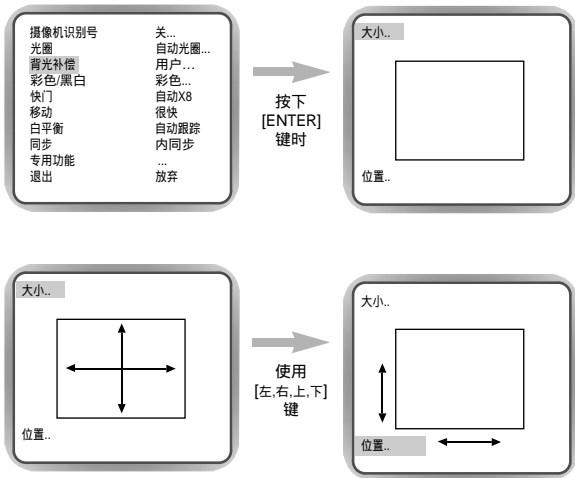 摄像机识别号 关...
光圈 自动光圈...
背光补偿 用户...
彩色/黑白 彩色...
快门 自动X8
移动 很快
白平衡 自动跟踪
同步 内同步
专用功能 ...
退出 放弃
按下
[ENTER]
键时
大小..
位置..
大小..
位置..
使用
[左,右,上,下]
键
大小..
位置..